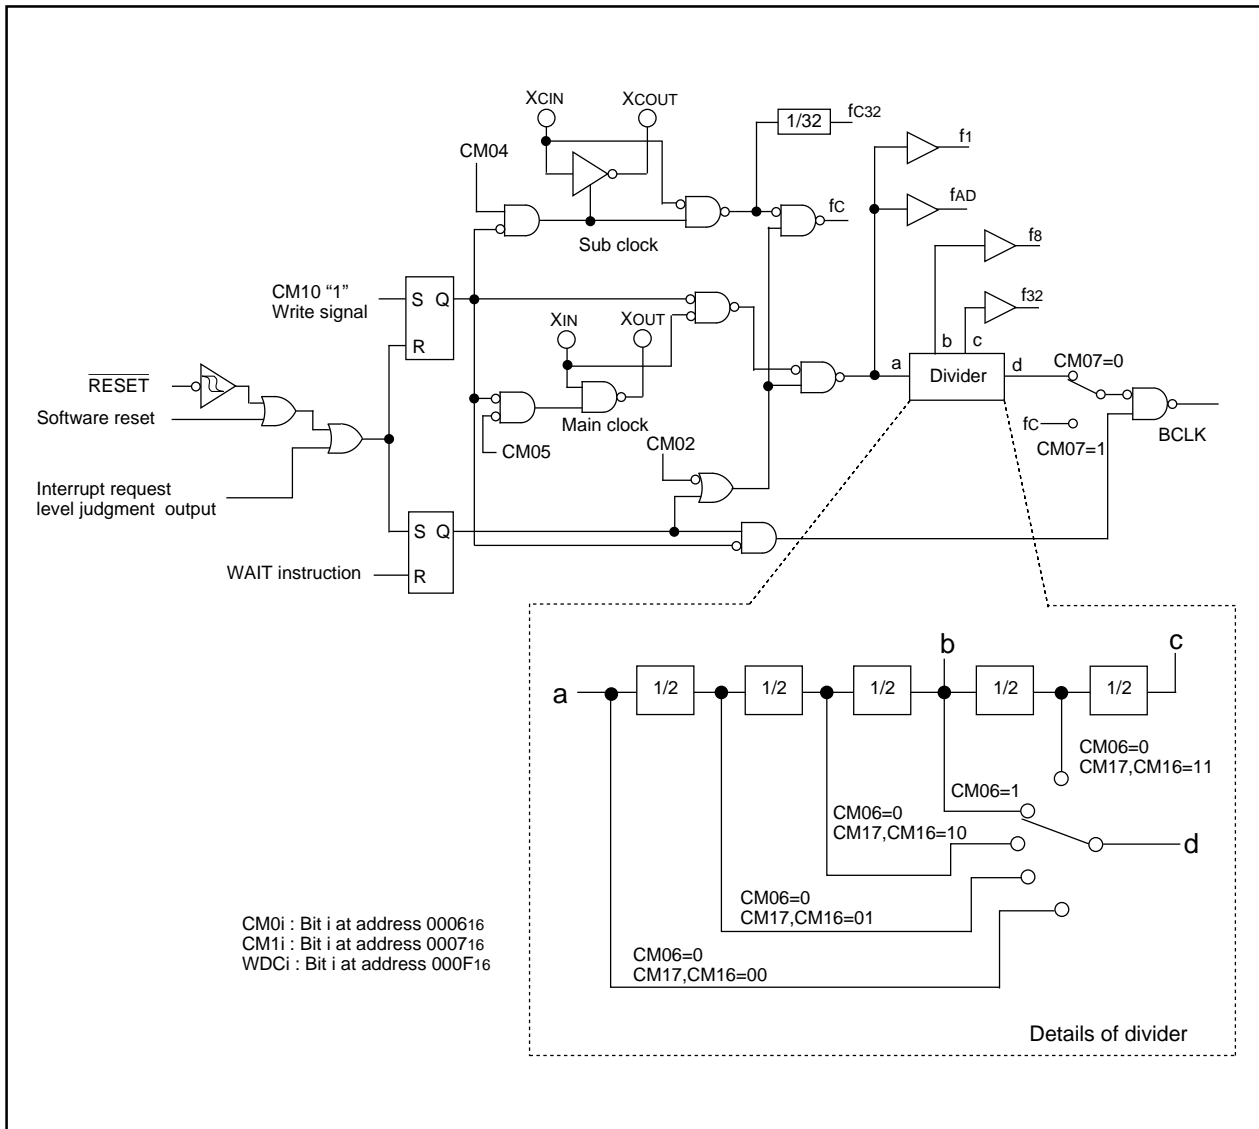 XCIN
XCOUT
1/32
fC32
f1
CM04
fAD
fC
Sub clock
f8
CM10 “1”
Write signal
S Q
R
XIN
XOUT
f32
b c
a
Divider
d
CM07=0
RESET
Software reset
Main clock
CM05
CM02
fC
CM07=1
BCLK
Interrupt request
level judgment output
S Q
R
WAIT instruction
a
1/2
1/2
1/2
b
1/2
1/2
c
CM06=0
CM17,CM16=11
CM06=1
CM06=0
CM17,CM16=10
d
CM06=0
CM17,CM16=01
CM06=0
CM17,CM16=00
CM0i : Bit i at address 000616
CM1i : Bit i at address 000716
WDCi : Bit i at address 000F16
Details of divider